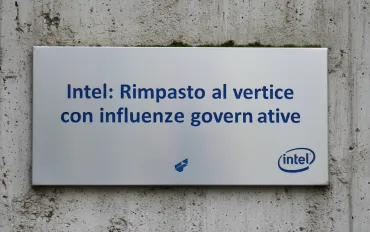 Intel: Rimpasto al vertice
con influenze govern ative
intel